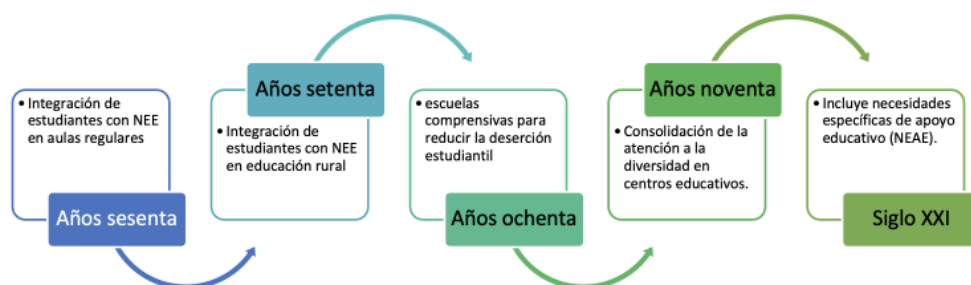 • Integración de
estudiantes con NEE
en aulas regulares
Años sesenta
Años setenta
• Integración de
estudiantes con NEE
en educación rural
• escuelas
comprensivas para
reducir la deserción
estudiantil
Años ochenta
Años noventa
• Consolidación de la
atención a la
diversidad en
centros educativos.
• Incluye necesidades
específicas de apoyo
educativo (NEAE).
Siglo XXI